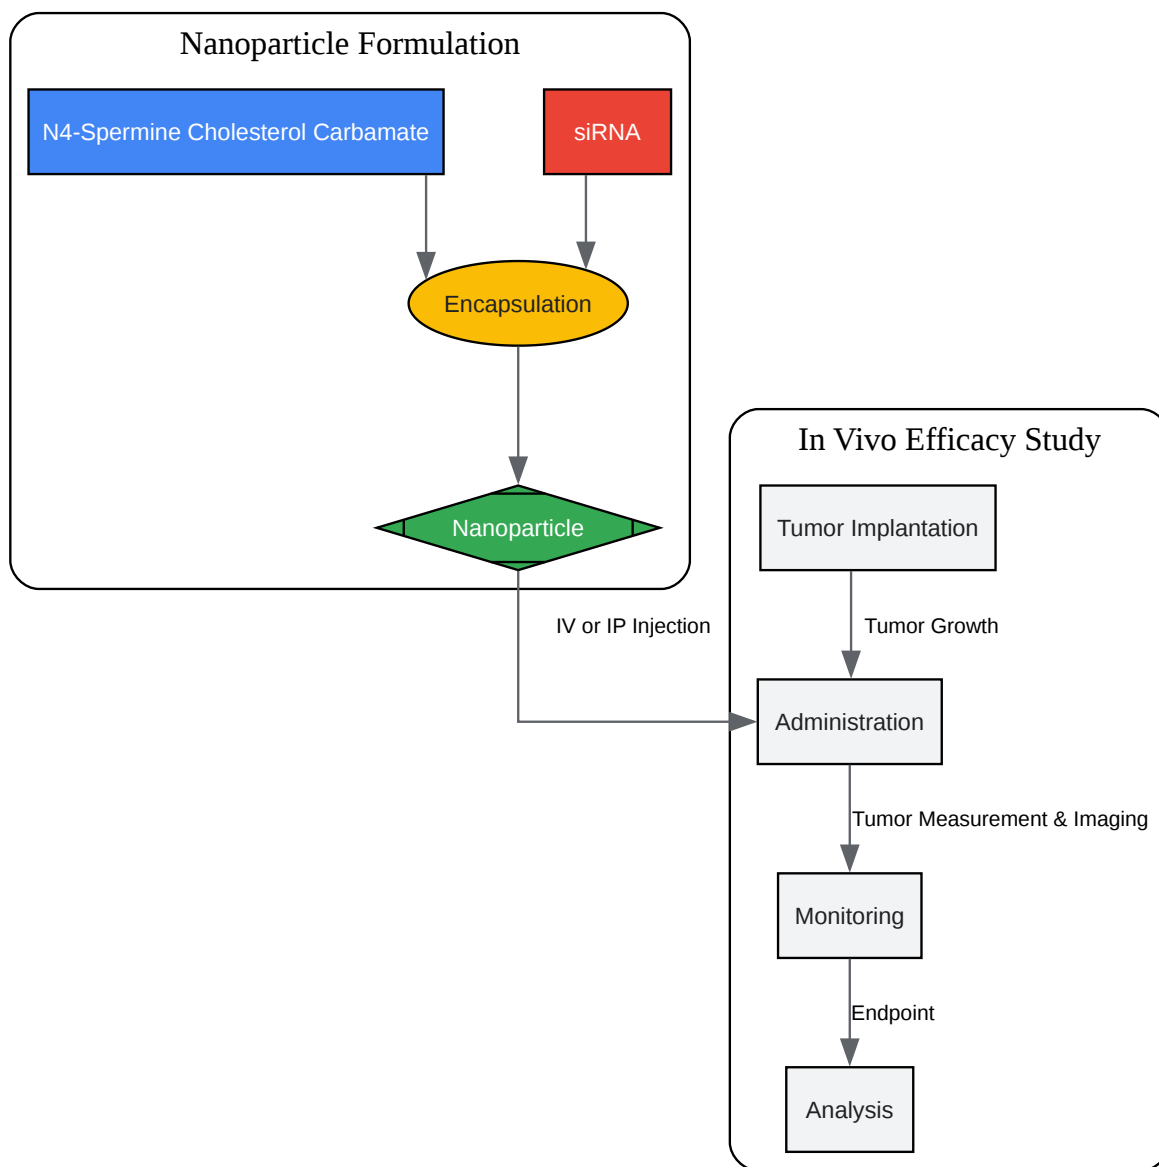 Nanoparticle Formulation
N4-Spermine Cholesterol Carbamate
siRNA
Encapsulation
Nanoparticle
IV or IP Injection
In Vivo Efficacy Study
Tumor Implantation
Tumor Growth
Administration
Tumor Measurement & Imaging
Monitoring
Endpoint
Analysis